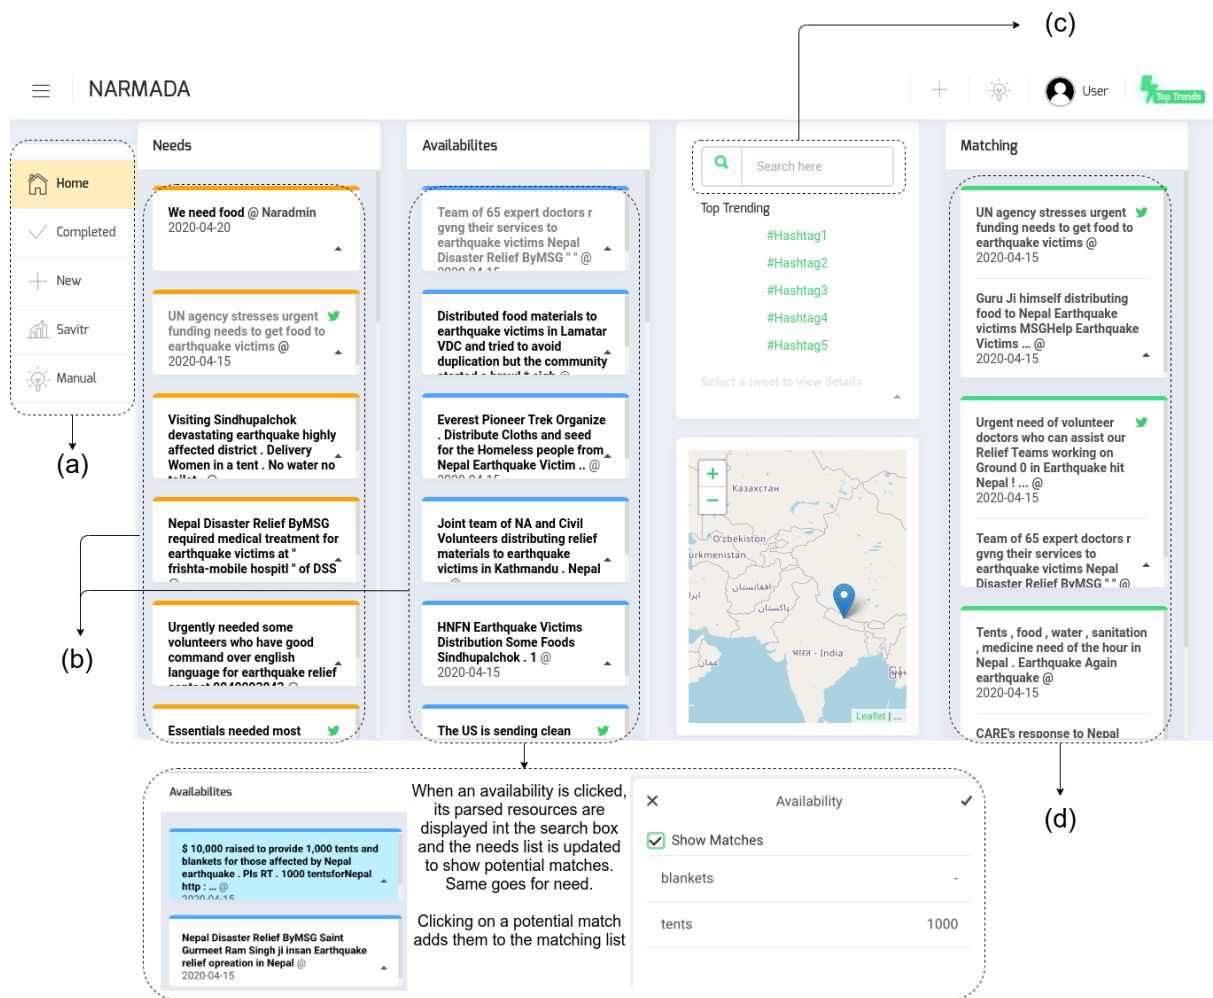 (c)
NARMADA
User
Top Trends
Home
Completed
New
Savitr
Manual
(a)
Needs
We need food @ Naradmin
2020-04-20
UN agency stresses urgent
funding needs to get food to
earthquake victims @
2020-04-15
Visiting Sindhupalchok
devastating earthquake highly
affected district . Delivery
Women in a tent . No water no
Nepal Disaster Relief ByMSG
required medical treatment for
earthquake victims at "
frishta-mobile hospitl " of DSS
Urgently needed some
volunteers who have good
command over english
language for earthquake relief
Essentials needed most
(b)
Availabilites
Team of 65 expert doctors r
gvng their services to
earthquake victims Nepal
Disaster Relief ByMSG " " @
2020-04-15
Distributed food materials to
earthquake victims in Lamatar
VDC and tried to avoid
duplication but the community
Everest Pioneer Trek Organize
. Distribute Cloths and seed
for the Homeless people from
Nepal Earthquake Victim .. @
2020-04-15
Joint team of NA and Civil
Volunteers distributing relief
materials to earthquake
victims in Kathmandu . Nepal
HNFN Earthquake Victims
Distribution Some Foods
Sindhupalchok . 1 @
2020-04-15
The US is sending clean
Search here
Top Trending
#Hashtag1
#Hashtag2
#Hashtag3
#Hashtag4
#Hashtag5
Select a tweet to view details
+
−
Казахстан
Oʻzbekiston
urkmenistan
افغانستان
ایرا
پاکستان
भारत - India
عمان
Leaflet | ...
Matching
UN agency stresses urgent
funding needs to get food to
earthquake victims @
2020-04-15
Guru Ji himself distributing
food to Nepal Earthquake
victims MSGHelp Earthquake
Victims ... @
2020-04-15
Urgent need of volunteer
doctors who can assist our
Relief Teams working on
Ground 0 in Earthquake hit
Nepal ! ... @
2020-04-15
Team of 65 expert doctors r
gvng their services to
earthquake victims Nepal
Disaster Relief ByMSG " " @
Tents , food , water , sanitation
, medicine need of the hour in
Nepal . Earthquake Again
earthquake @
2020-04-15
CARE's response to Nepal
(d)
Availabilites
$ 10,000 raised to provide 1,000 tents and
blankets for those affected by Nepal
earthquake . Pls RT . 1000 tentsforNepal
http : ... @
2020-04-15
Nepal Disaster Relief ByMSG Saint
Gurmeet Ram Singh ji insan Earthquake
relief opreation in Nepal @
2020-04-15
When an availability is clicked,
its parsed resources are
displayed int the search box
and the needs list is updated
to show potential matches.
Same goes for need.
Clicking on a potential match
adds them to the matching list
Availability
Show Matches
blankets -
tents 1000